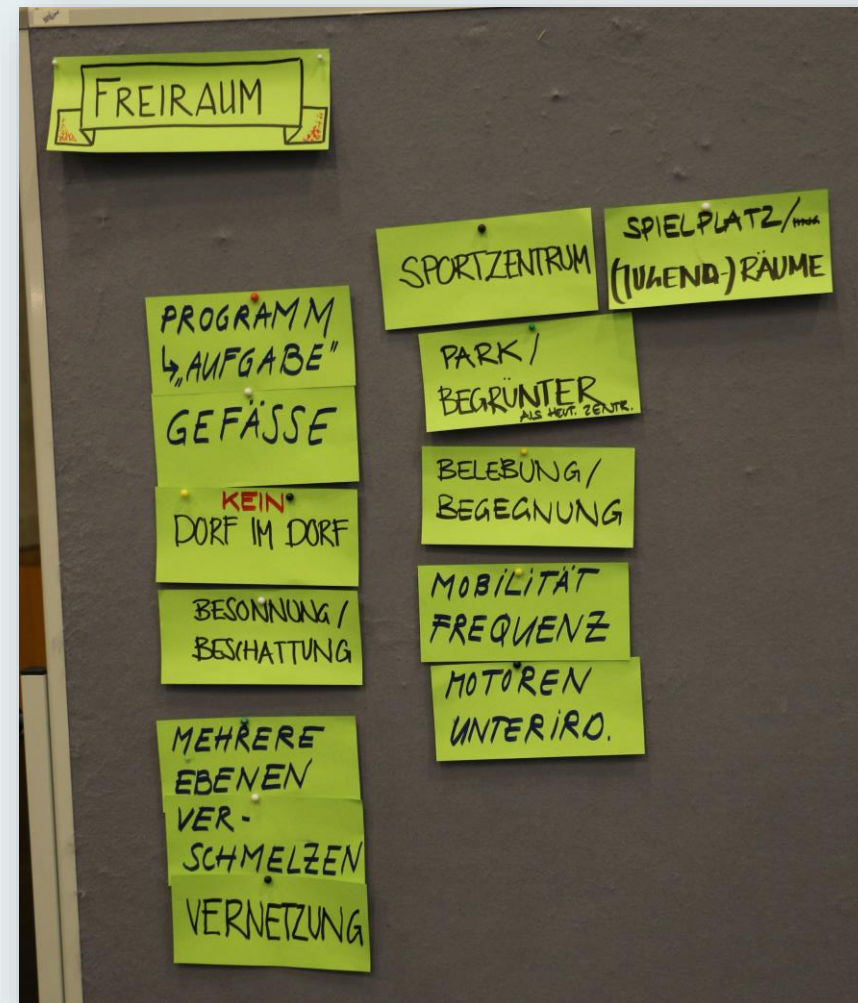 FREIRAUM
PROGRAMM
↳ „AUFGABE"
GEFÄSSE
KEIN
DORF IM DORF
BESONNUNG /
BESCHATTUNG
MEHRERE
EBENEN
VER-
SCHMELZEN
VERNETZUNG
SPORTZENTRUM
SPIELPLATZ/
(JUGEND-) RÄUME
PARK /
BEGRÜNTER
ALS HEUT. ZENTR.
BELEBUNG /
BEGEGNUNG
MOBILITÄT
FREQUENZ
MOTOREN
UNTERIRD.